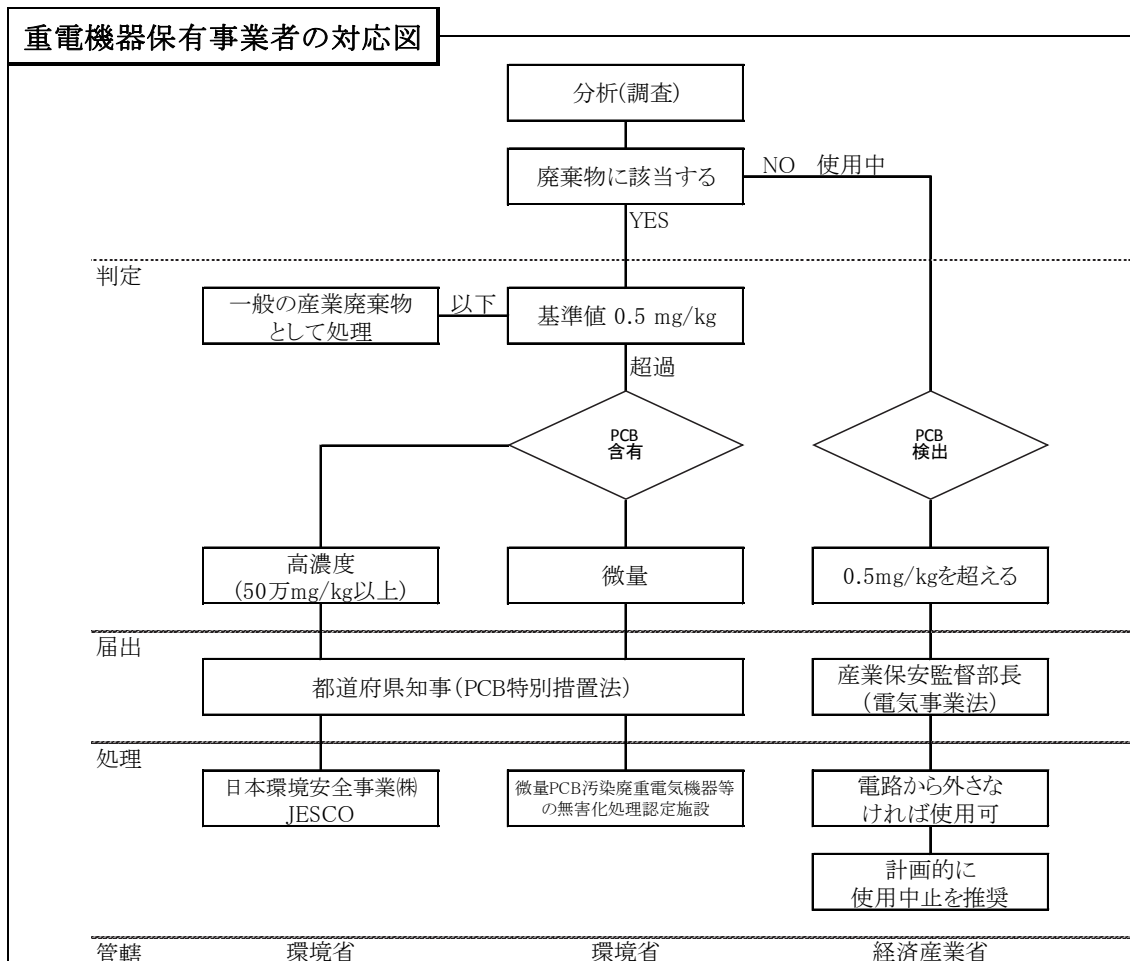 重電機器保有事業者の対応図
分析(調査)
廃棄物に該当する
NO 使用中
YES
判定
一般の産業廃棄物
として処理
以下
基準値 0.5 mg/kg
超過
PCB
含有
PCB
検出
高濃度
(50万mg/kg以上)
微量
0.5mg/kgを超える
届出
都道府県知事(PCB特別措置法)
産業保安監督部長
(電気事業法)
処理
日本環境安全事業㈱
JESCO
微量PCB汚染廃重電気機器等
の無害化処理認定施設
電路から外さな
ければ使用可
計画的に
使用中止を推奨
管轄
環境省
環境省
経済産業省